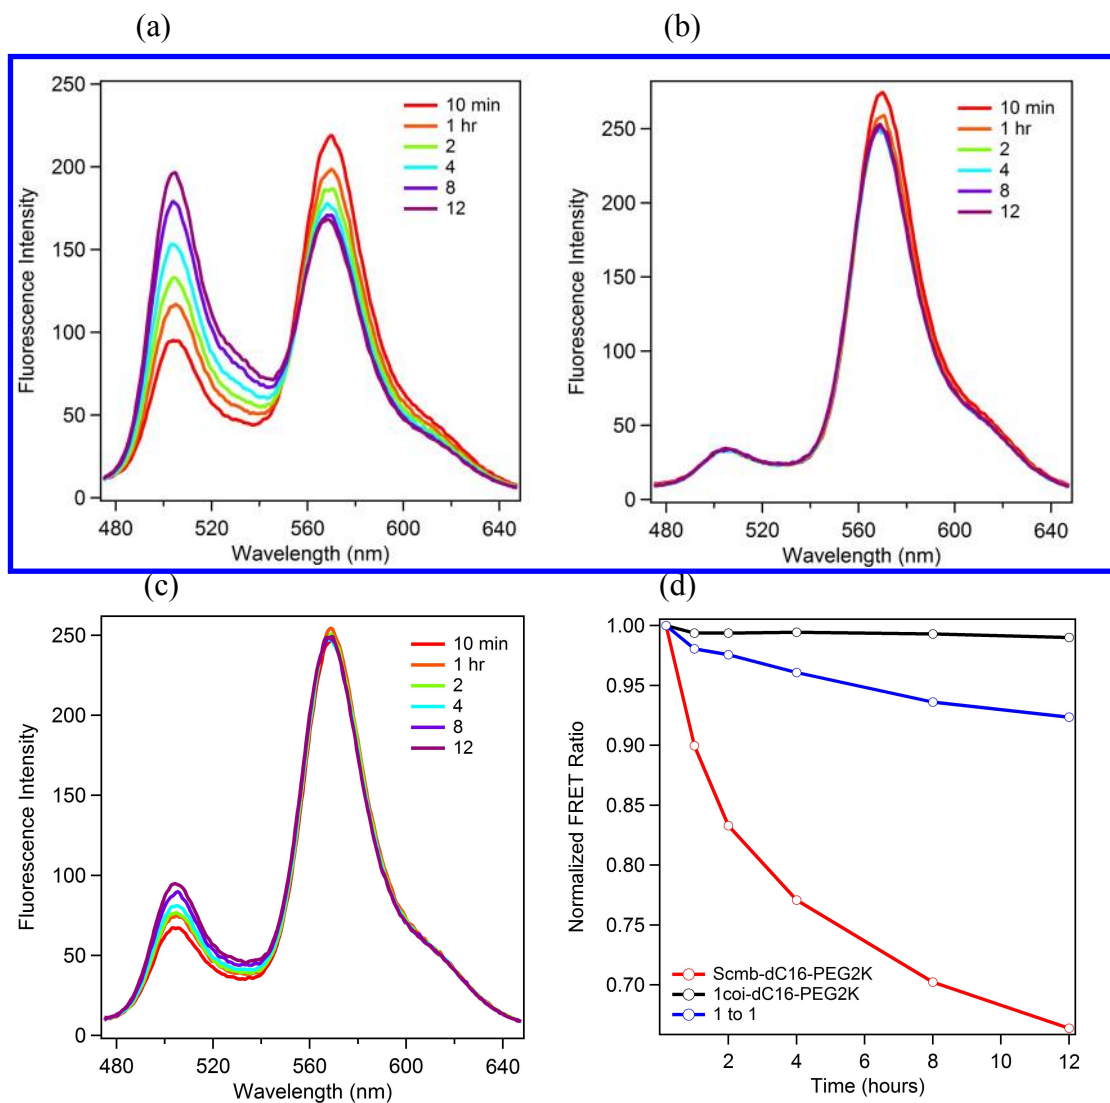 (a)
(b)
250
200
150
100
50
0
Fluorescence Intensity
10 min
1 hr
2
4
8
12
480 520 560 600 640
Wavelength (nm)
250
200
150
100
50
0
Fluorescence Intensity
10 min
1 hr
2
4
8
12
480 520 560 600 640
Wavelength (nm)
(c)
(d)
250
200
150
100
50
0
Fluorescence Intensity
10 min
1 hr
2
4
8
12
480 520 560 600 640
Wavelength (nm)
1.00
0.95
0.90
0.85
0.80
0.75
0.70
Normalized FRET Ratio
Scmb-dC16-PEG2K
1coi-dC16-PEG2K
1 to 1
2 4 6 8 10 12
Time (hours)